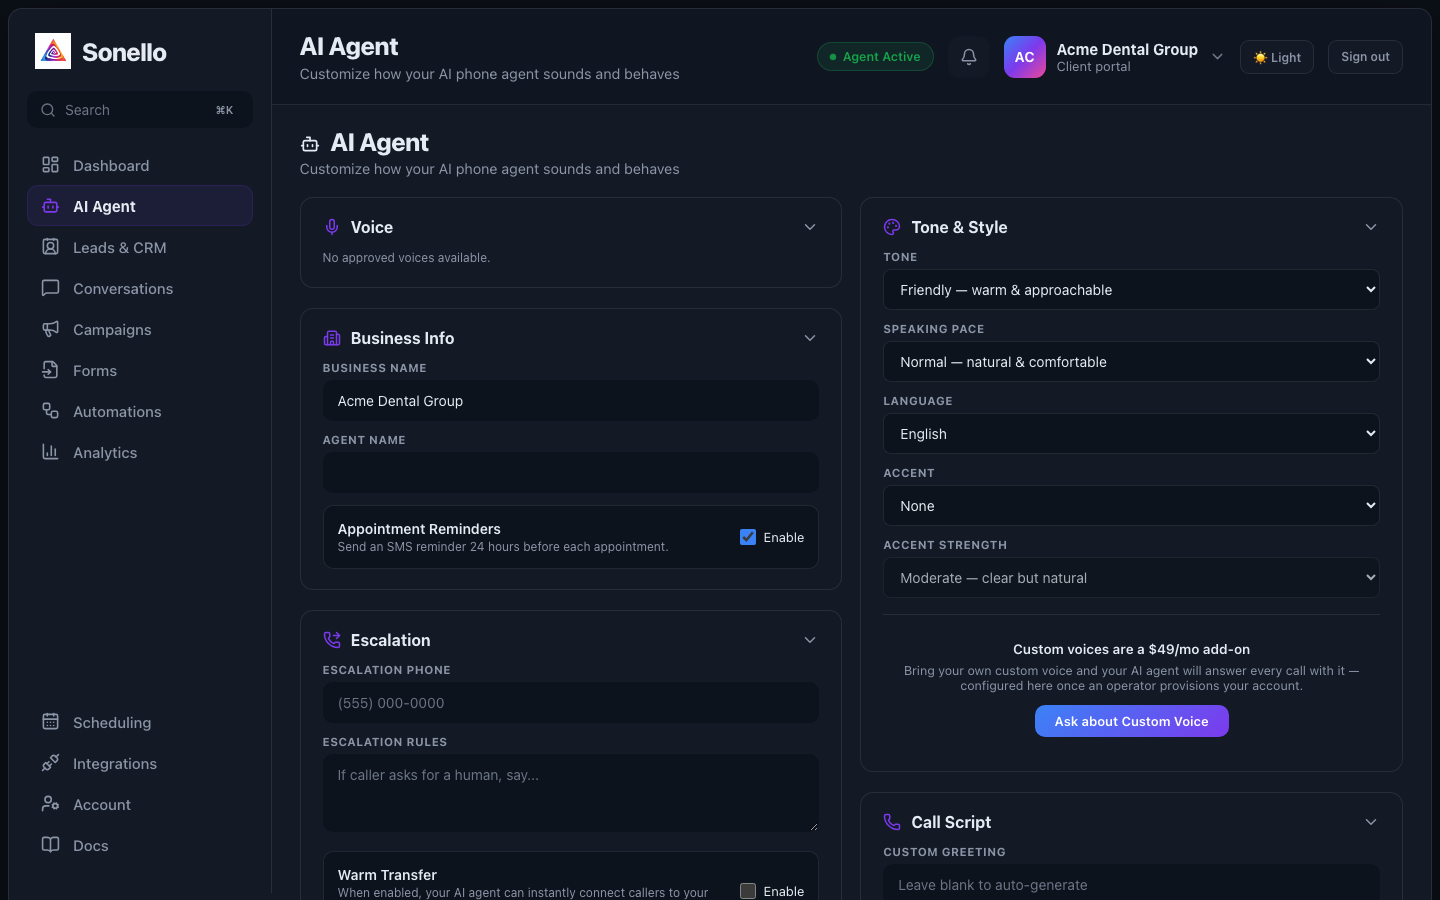 Sonello
Search
⌘K
Dashboard
AI Agent
Leads & CRM
Conversations
Campaigns
Forms
Automations
Analytics
Scheduling
Integrations
Account
Docs
AI Agent
Customize how your AI phone agent sounds and behaves
Agent Active
AC
Acme Dental Group
Client portal
☀️ Light
Sign out
AI Agent
Customize how your AI phone agent sounds and behaves
Voice
No approved voices available.
Business Info
BUSINESS NAME
Acme Dental Group
AGENT NAME
Appointment Reminders
Send an SMS reminder 24 hours before each appointment.
Enable
Escalation
ESCALATION PHONE
(555) 000-0000
ESCALATION RULES
If caller asks for a human, say...
Warm Transfer
When enabled, your AI agent can instantly connect callers to your
Enable
Tone & Style
TONE
Friendly — warm & approachable
SPEAKING PACE
Normal — natural & comfortable
LANGUAGE
English
ACCENT
None
ACCENT STRENGTH
Moderate — clear but natural
Custom voices are a $49/mo add-on
Bring your own custom voice and your AI agent will answer every call with it —
configured here once an operator provisions your account.
Ask about Custom Voice
Call Script
CUSTOM GREETING
Leave blank to auto-generate